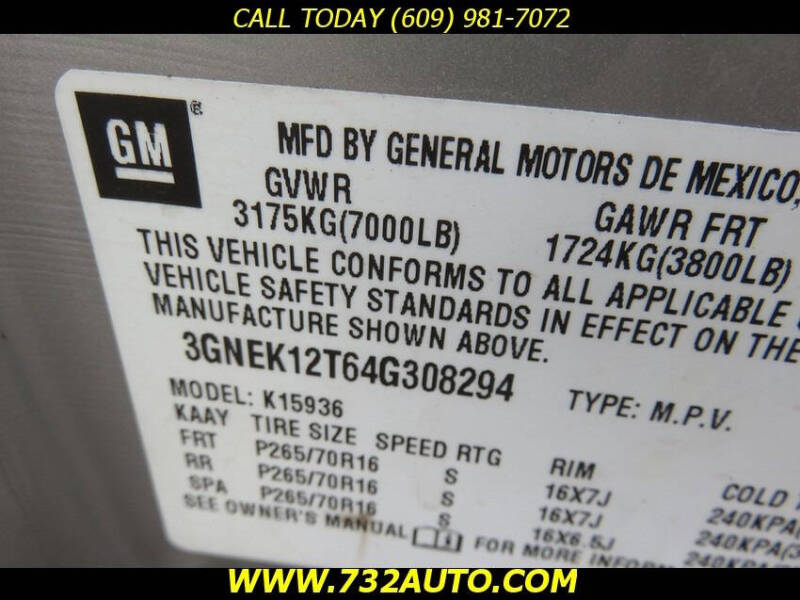 CALL TODAY (609) 981-7072
GM ®
MFD BY GENERAL MOTORS DE MEXICO,
GVWR GAWR FRT
3175KG(7000LB) 1724KG(3800LB)
THIS VEHICLE CONFORMS TO ALL APPLICABLE
VEHICLE SAFETY STANDARDS IN EFFECT ON THE
MANUFACTURE SHOWN ABOVE.
3GNEK12T64G308294 TYPE: M.P.V.
MODEL: K15936
KAAY TIRE SIZE SPEED RTG RIM COLD
FRT P265/70R16 S 16X7J 240KPA(
RR P265/70R16 S 16X7J 240KPA(
SPA P265/70R16 S 16X6.5J 240KPA(
SEE OWNER'S MANUAL FOR MORE INFORM
WWW.732AUTO.COM